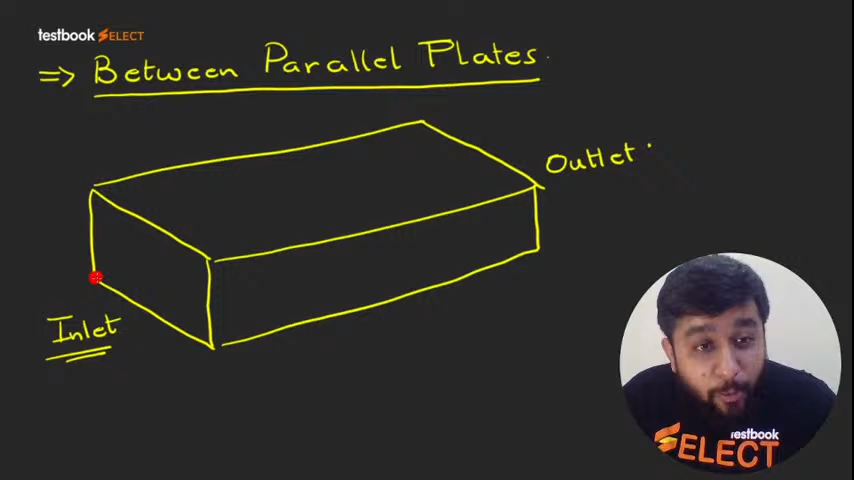 testbook SELECT
=> Between Parallel Plates
Outlet
Inlet
testbook
SELECT